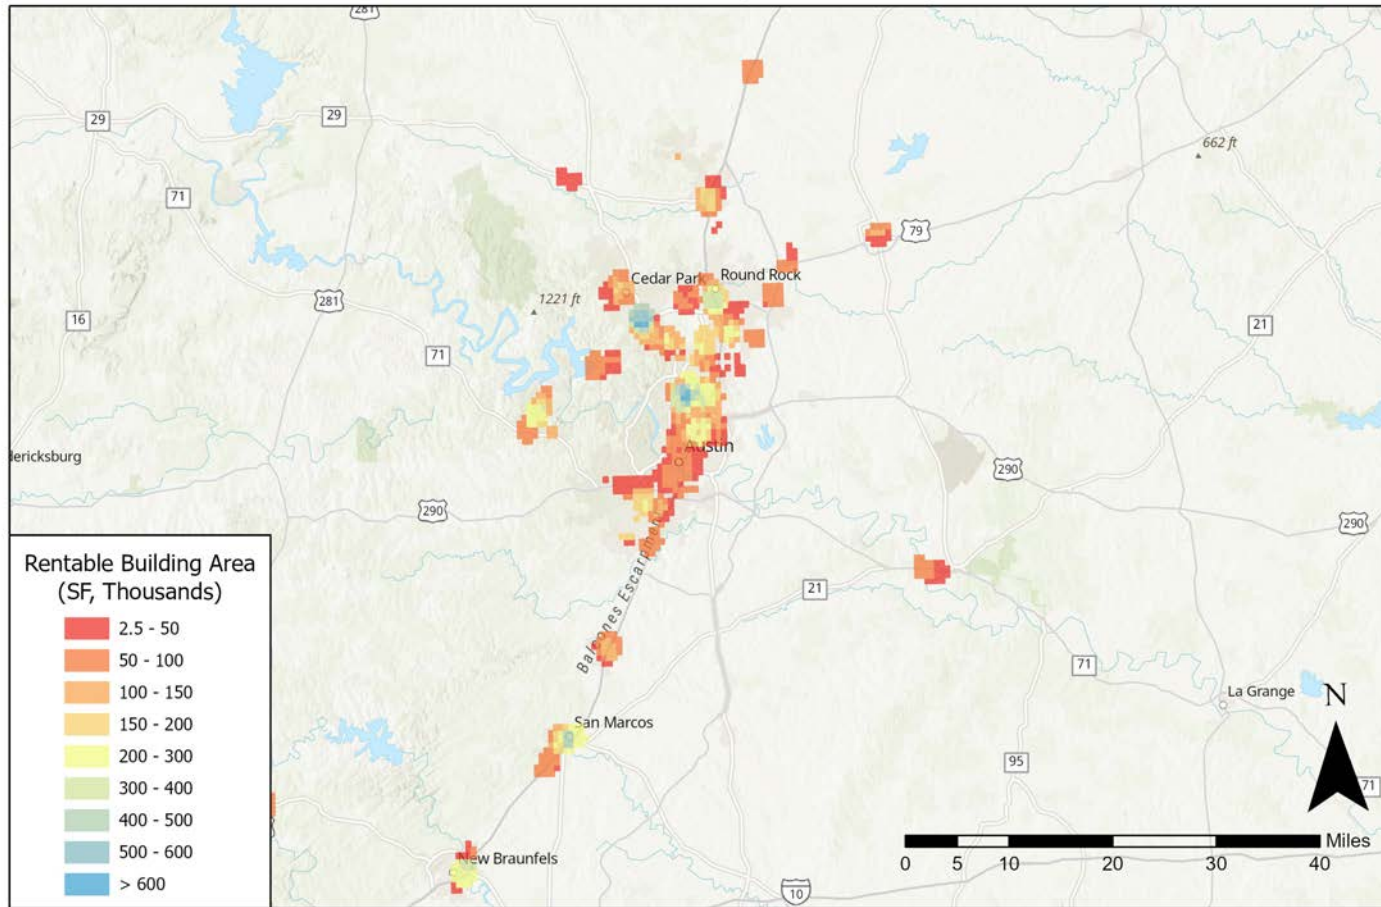 281
29
29
662 ft
71
79
Cedar Park
Round Rock
281
1221 ft
16
21
71
dericksburg
Austin
290
290
290
Balcones Escarpment
21
71
La Grange
N
San Marcos
95
71
New Braunfels
10
Rentable Building Area
(SF, Thousands)
2.5 - 50
50 - 100
100 - 150
150 - 200
200 - 300
300 - 400
400 - 500
500 - 600
> 600
Miles
0 5 10 20 30 40